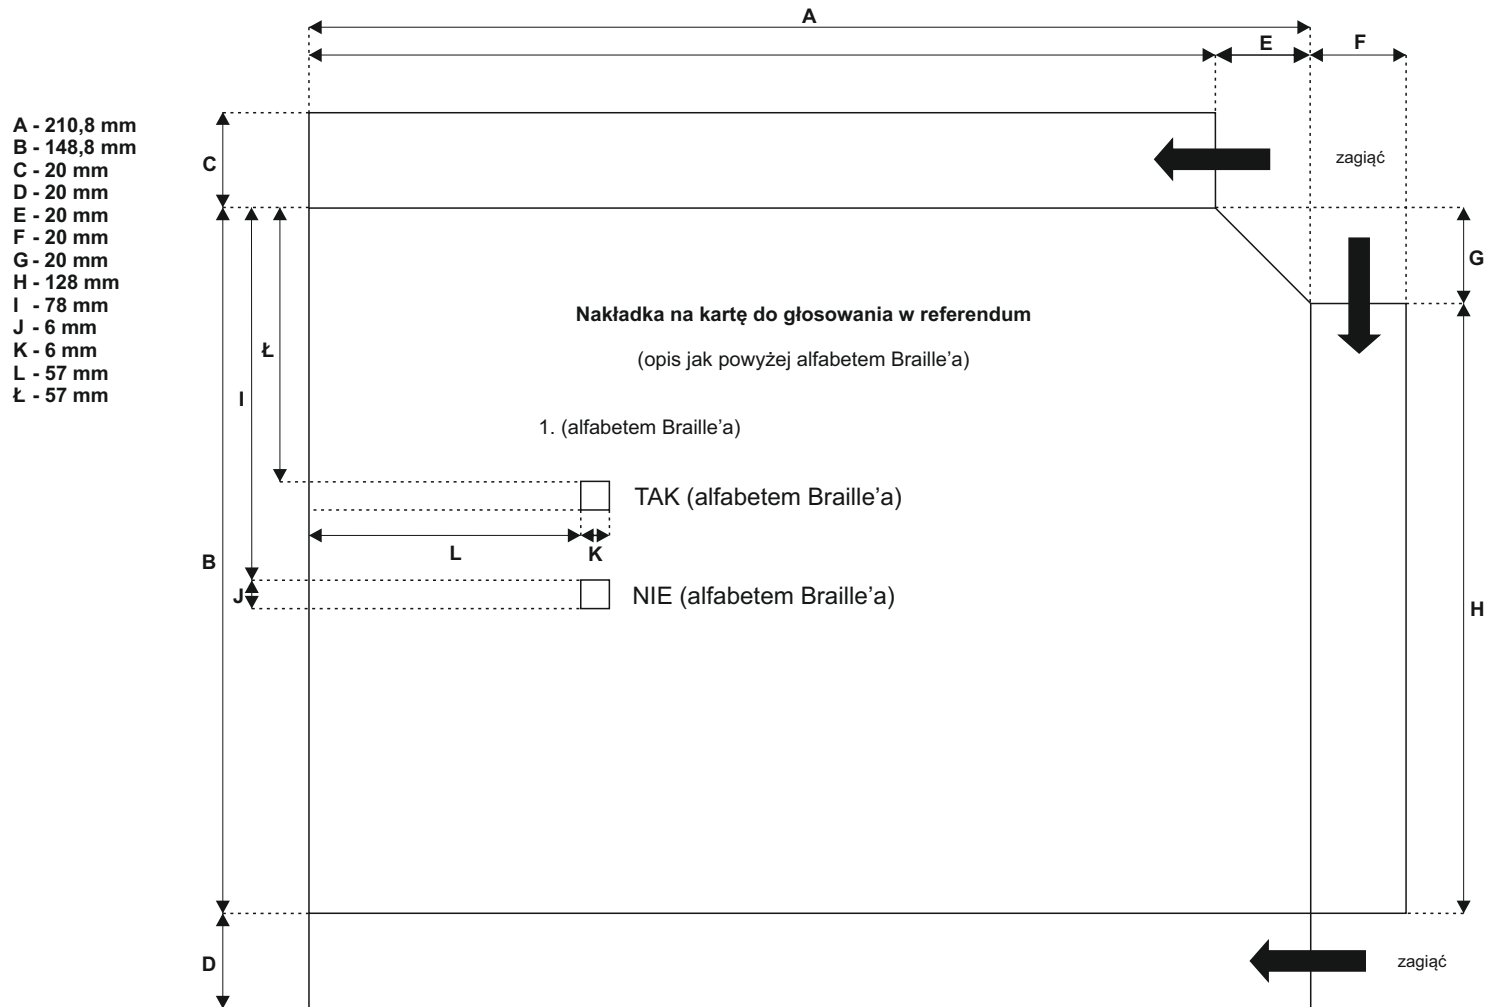 A
E
F
A - 210,8 mm
B - 148,8 mm
C - 20 mm
D - 20 mm
E - 20 mm
F - 20 mm
G - 20 mm
H - 128 mm
I - 78 mm
J - 6 mm
K - 6 mm
L - 57 mm
Ł - 57 mm
C
zagiąć
G
Nakładka na kartę do głosowania w referendum
Ł
(opis jak powyżej alfabetem Braille’a)
I
1. (alfabetem Braille’a)
TAK (alfabetem Braille’a)
L
K
B
J
NIE (alfabetem Braille’a)
H
D
zagiąć